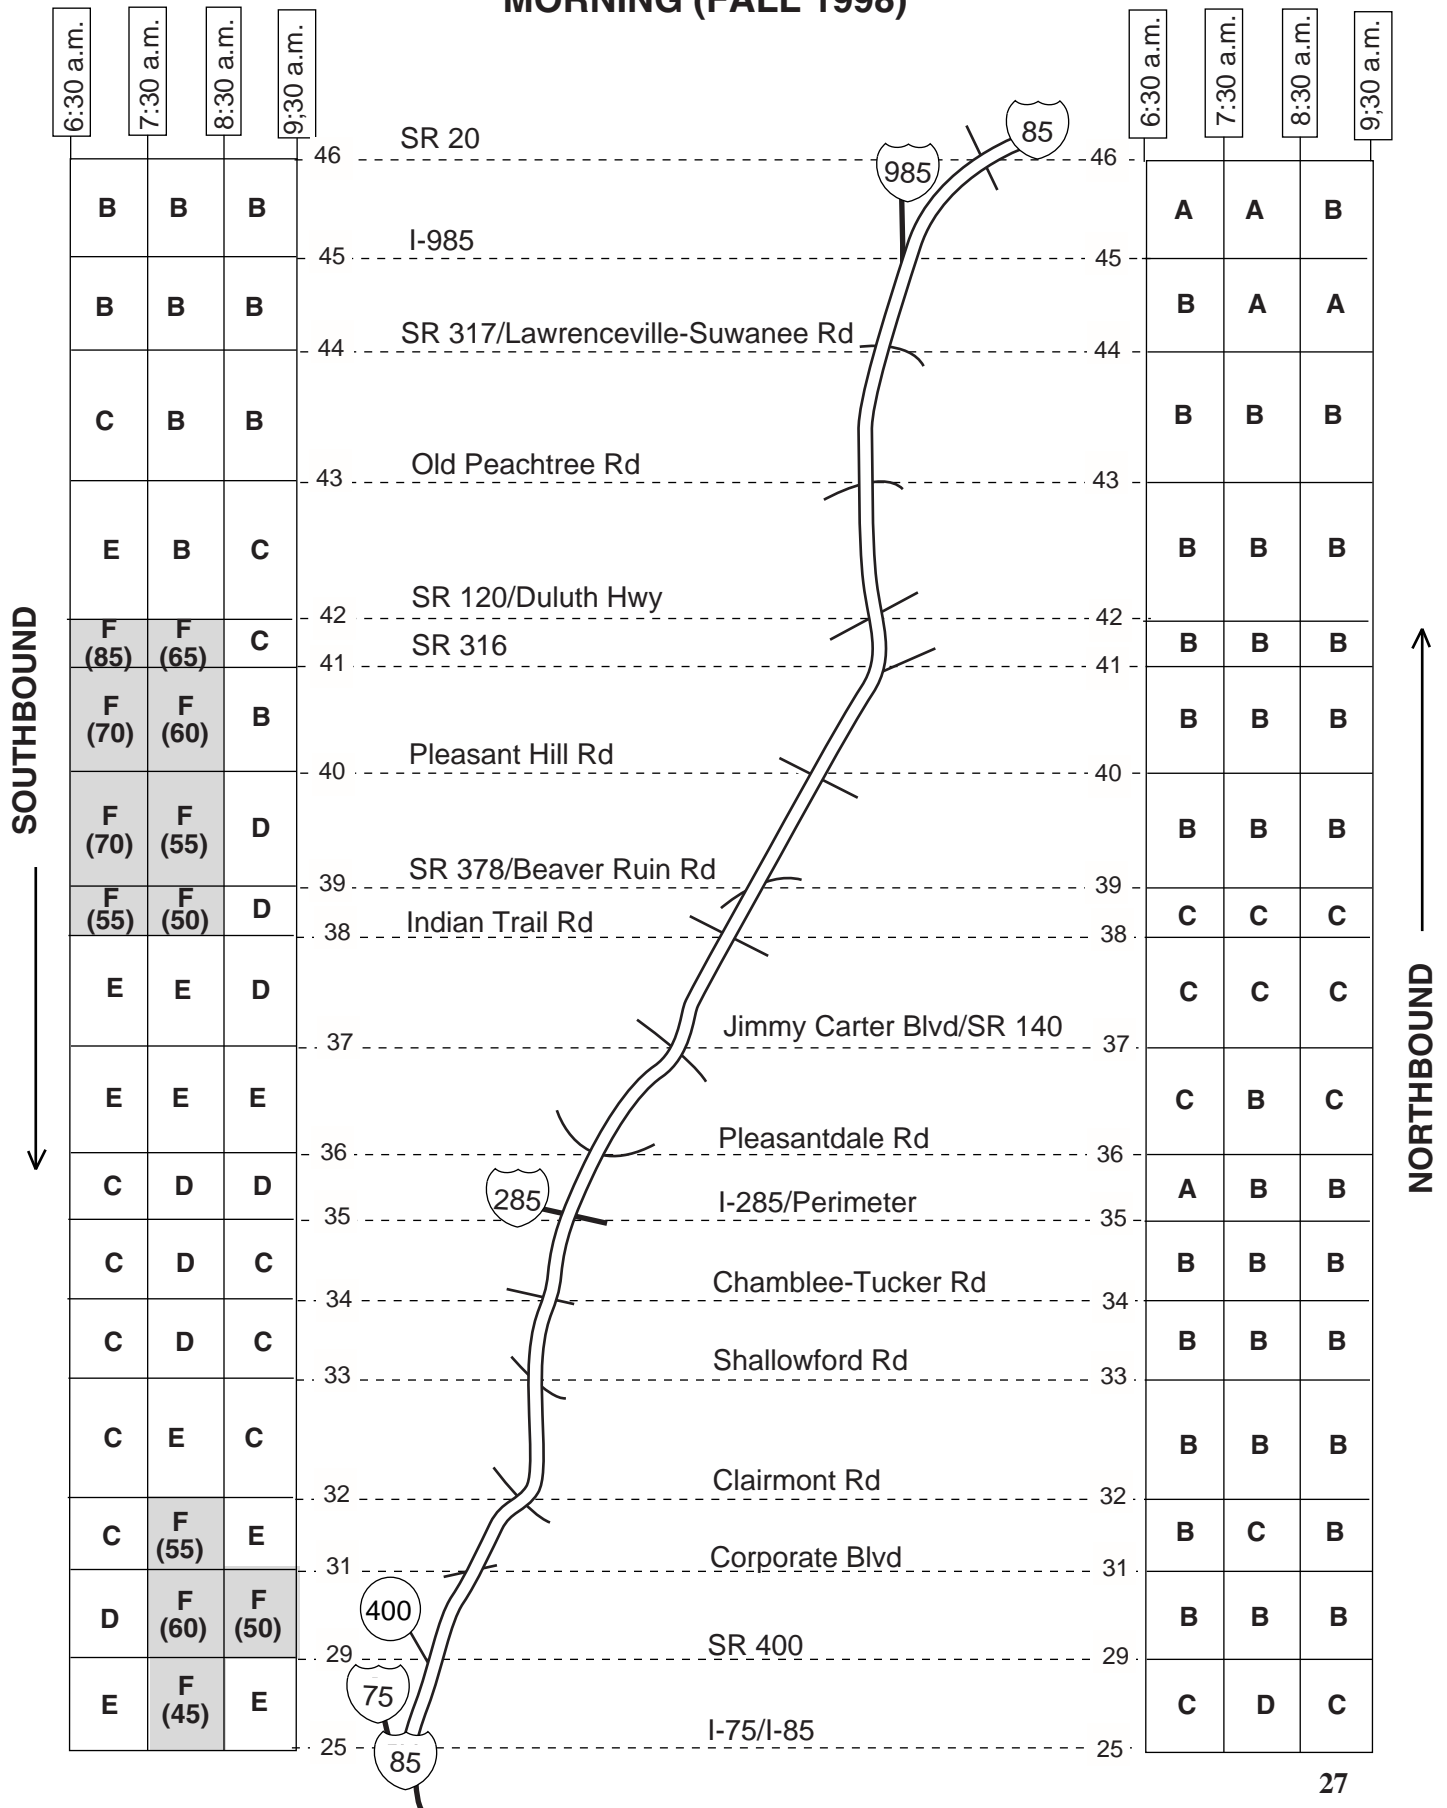 MORNING (FALL 1998)
6:30 a.m. 7:30 a.m. 8:30 a.m. 9;30 a.m. 6:30 a.m. 7:30 a.m. 8:30 a.m. 9;30 a.m.
85
46 SR 20 46
985
B B B A A B
45 I-985 45
B B B B A A
44 SR 317/Lawrenceville-Suwanee Rd 44
C B B B B B
43 Old Peachtree Rd 43
E B C B B B
42 SR 120/Duluth Hwy 42
F (85) F (65) C B B B
41 SR 316 41
F (70) F (60) B B B B
40 Pleasant Hill Rd 40
F (70) F (55) D B B B
39 SR 378/Beaver Ruin Rd 39
F (55) F (50) D C C C
38 Indian Trail Rd 38
E E D C C C
37 Jimmy Carter Blvd/SR 140 37
E E E C B C
36 Pleasantdale Rd 36
C D D 285 A B B
35 I-285/Perimeter 35
C D C B B B
34 Chamblee-Tucker Rd 34
C D C B B B
33 Shallowford Rd 33
C E C B B B
32 Clairmont Rd 32
C F (55) E B C B
31 Corporate Blvd 31
D F (60) F (50) 400 B B B
29 SR 400 29
E F (45) E 75 C D C
25 I-75/I-85 25
85
SOUTHBOUND
NORTHBOUND
27